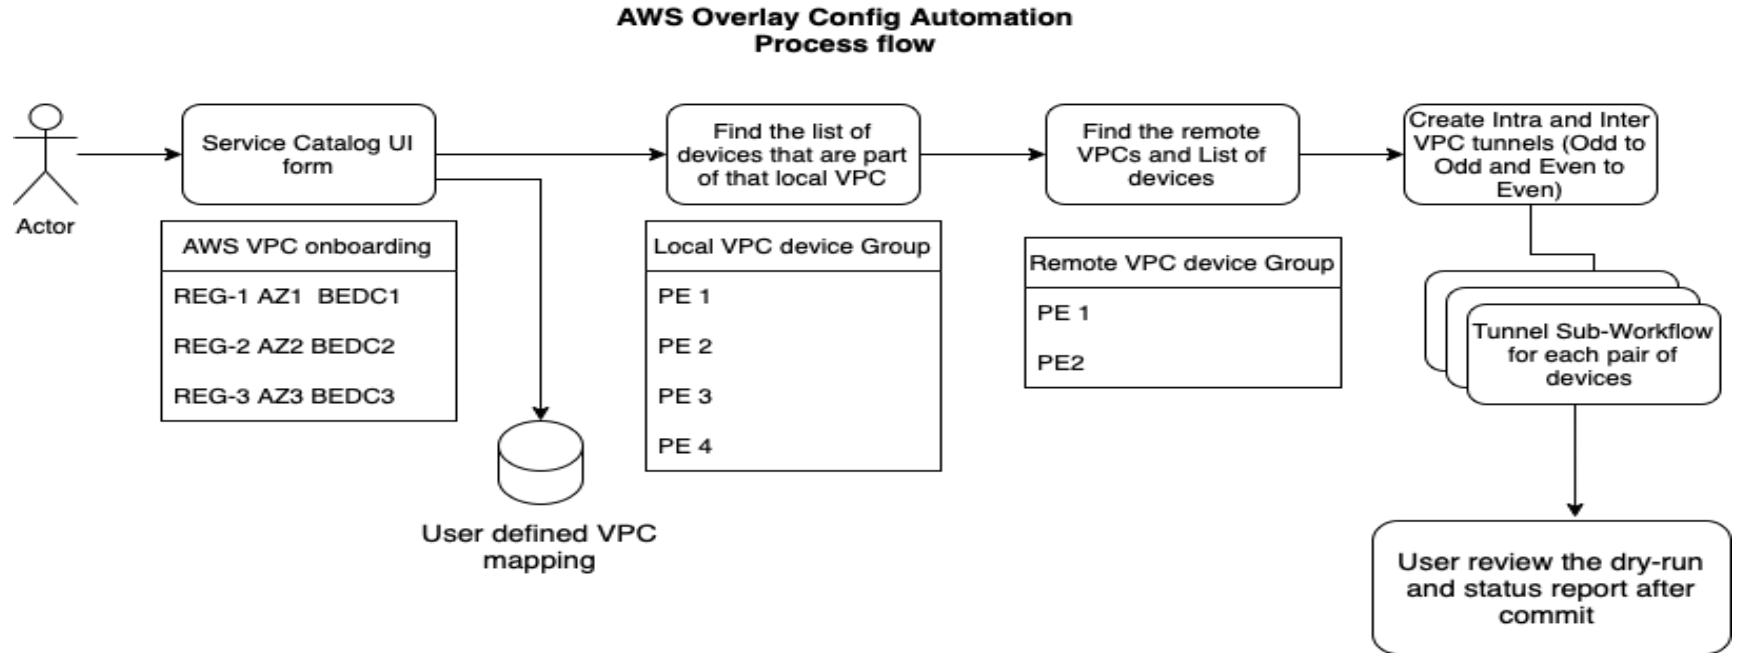 AWS Overlay Config Automation
Process flow
Actor
Service Catalog UI
form
Find the list of
devices that are part
of that local VPC
Find the remote
VPCs and List of
devices
Create Intra and Inter
VPC tunnels (Odd to
Odd and Even to
Even)
AWS VPC onboarding
REG-1 AZ1 BEDC1
REG-2 AZ2 BEDC2
REG-3 AZ3 BEDC3
User defined VPC
mapping
Local VPC device Group
PE 1
PE 2
PE 3
PE 4
Remote VPC device Group
PE 1
PE2
Tunnel Sub-Workflow
for each pair of
devices
User review the dry-run
and status report after
commit